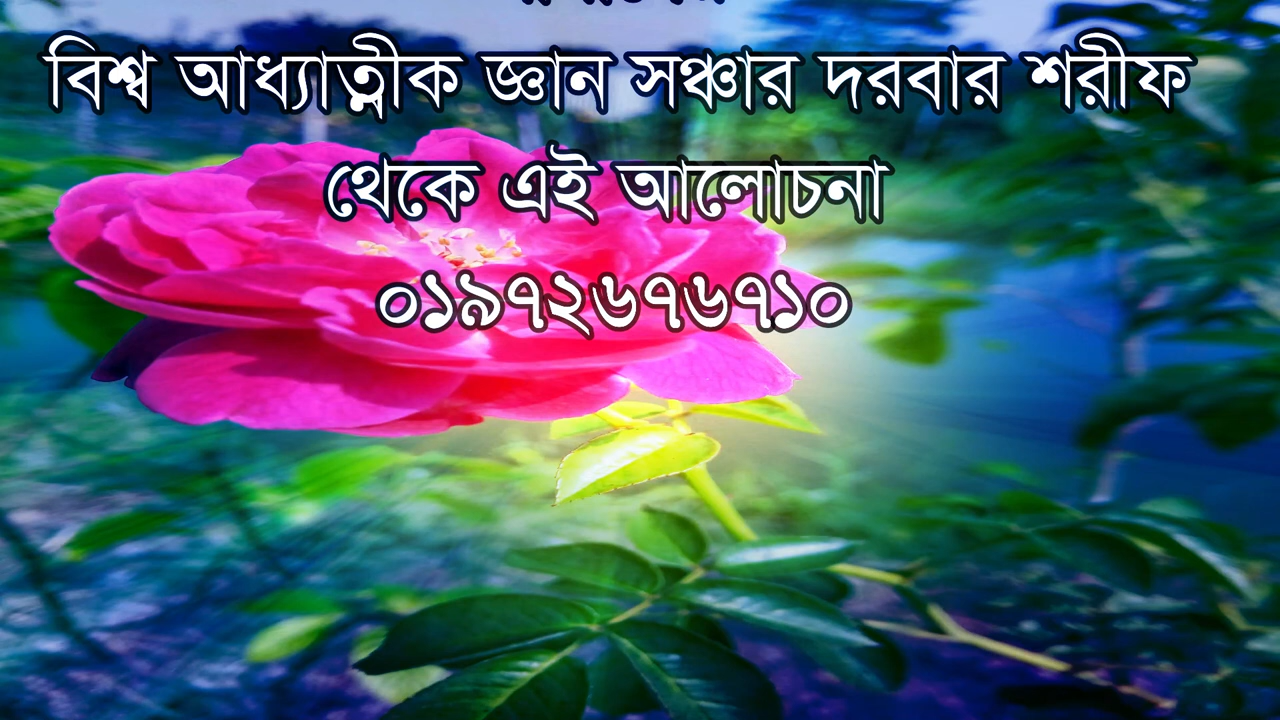 বিশ্ব আধ্যাত্নীক জ্ঞান সঞ্চার দরবার শরীফ
থেকে এই আলোচনা
০১৯৭২৬৭৬৭১০